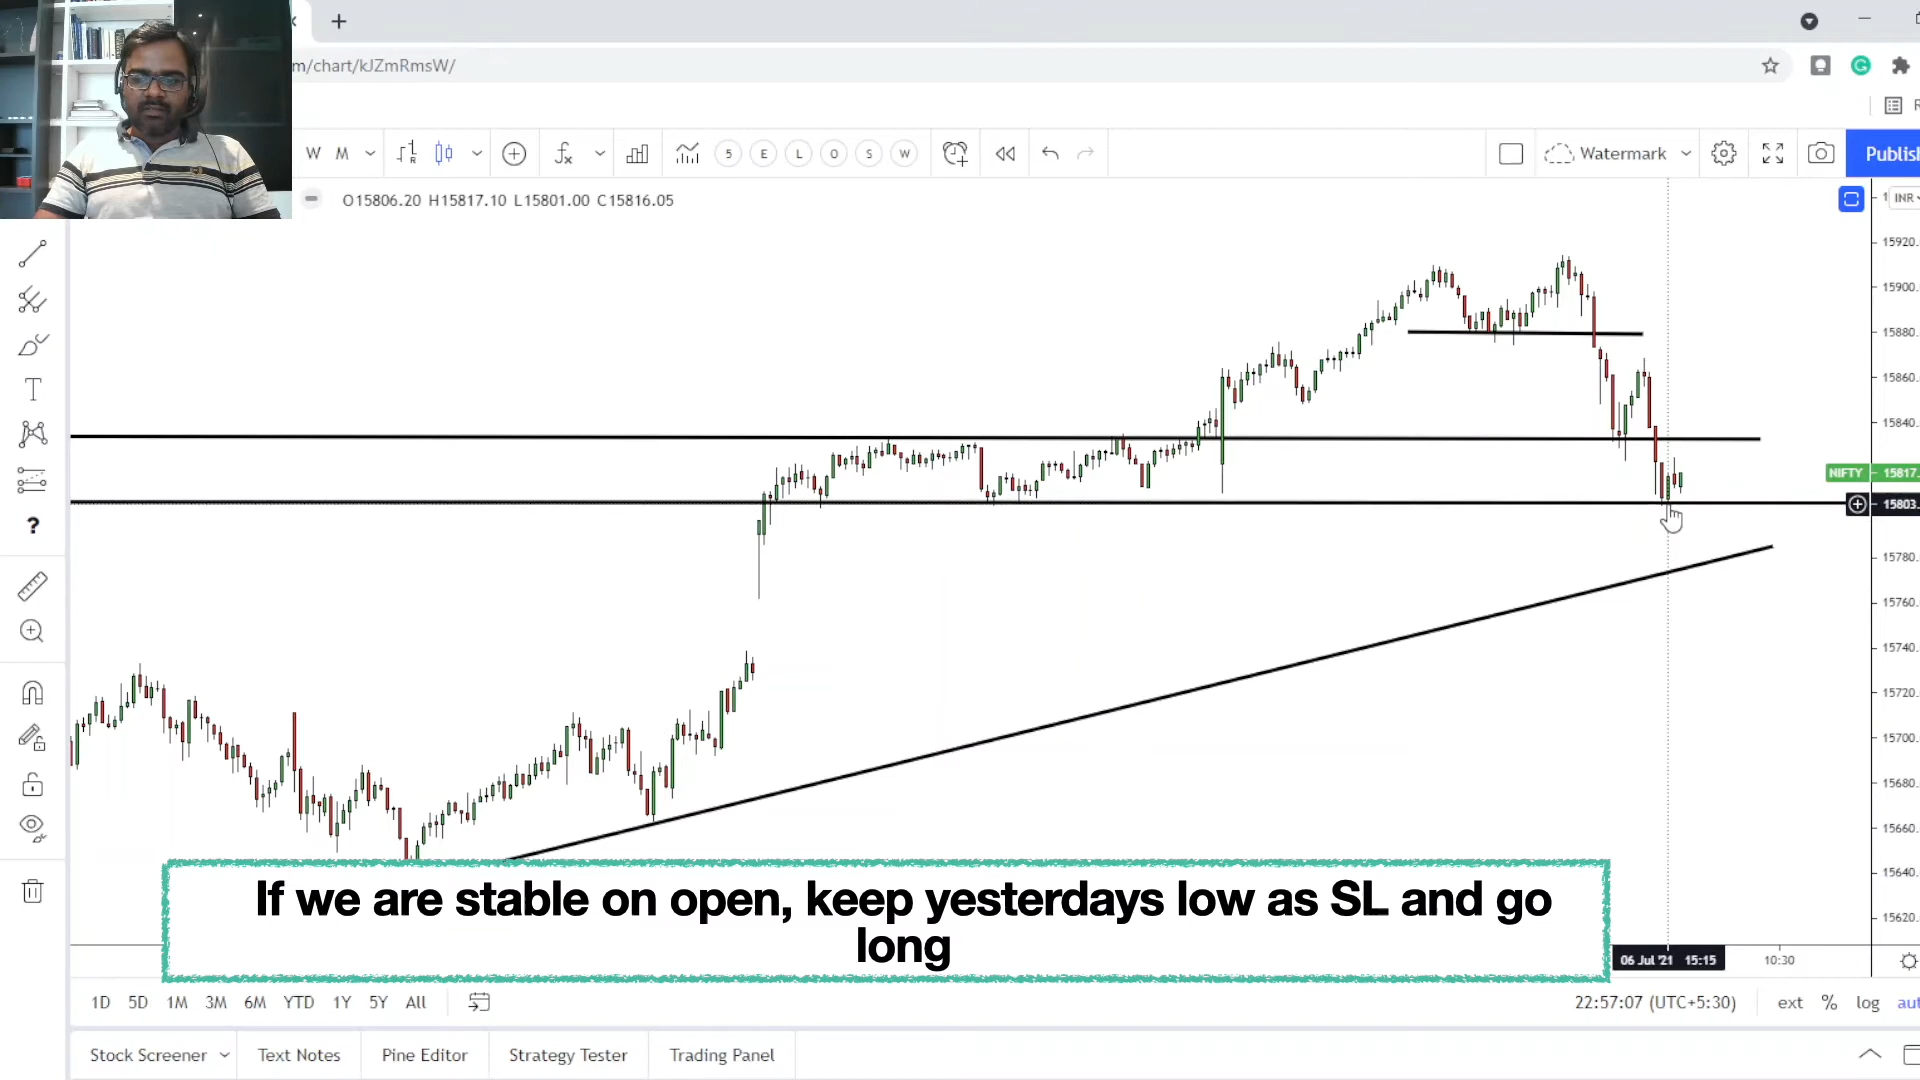 m/chart/kJZmRmsW/
W M
R
5 E L O S W
Watermark
Publis
O15806.20 H15817.10 L15801.00 C15816.05
INR
15920.
15900.
15880.
15860.
15840.
NIFTY 15817.
15803.
15780.
15760.
15740.
15720.
15700.
15680.
15660.
15640.
15620.
If we are stable on open, keep yesterdays low as SL and go
long
06 Jul '21 15:15
10:30
1D 5D 1M 3M 6M YTD 1Y 5Y All
22:57:07 (UTC+5:30)
ext % log
Stock Screener
Text Notes
Pine Editor
Strategy Tester
Trading Panel